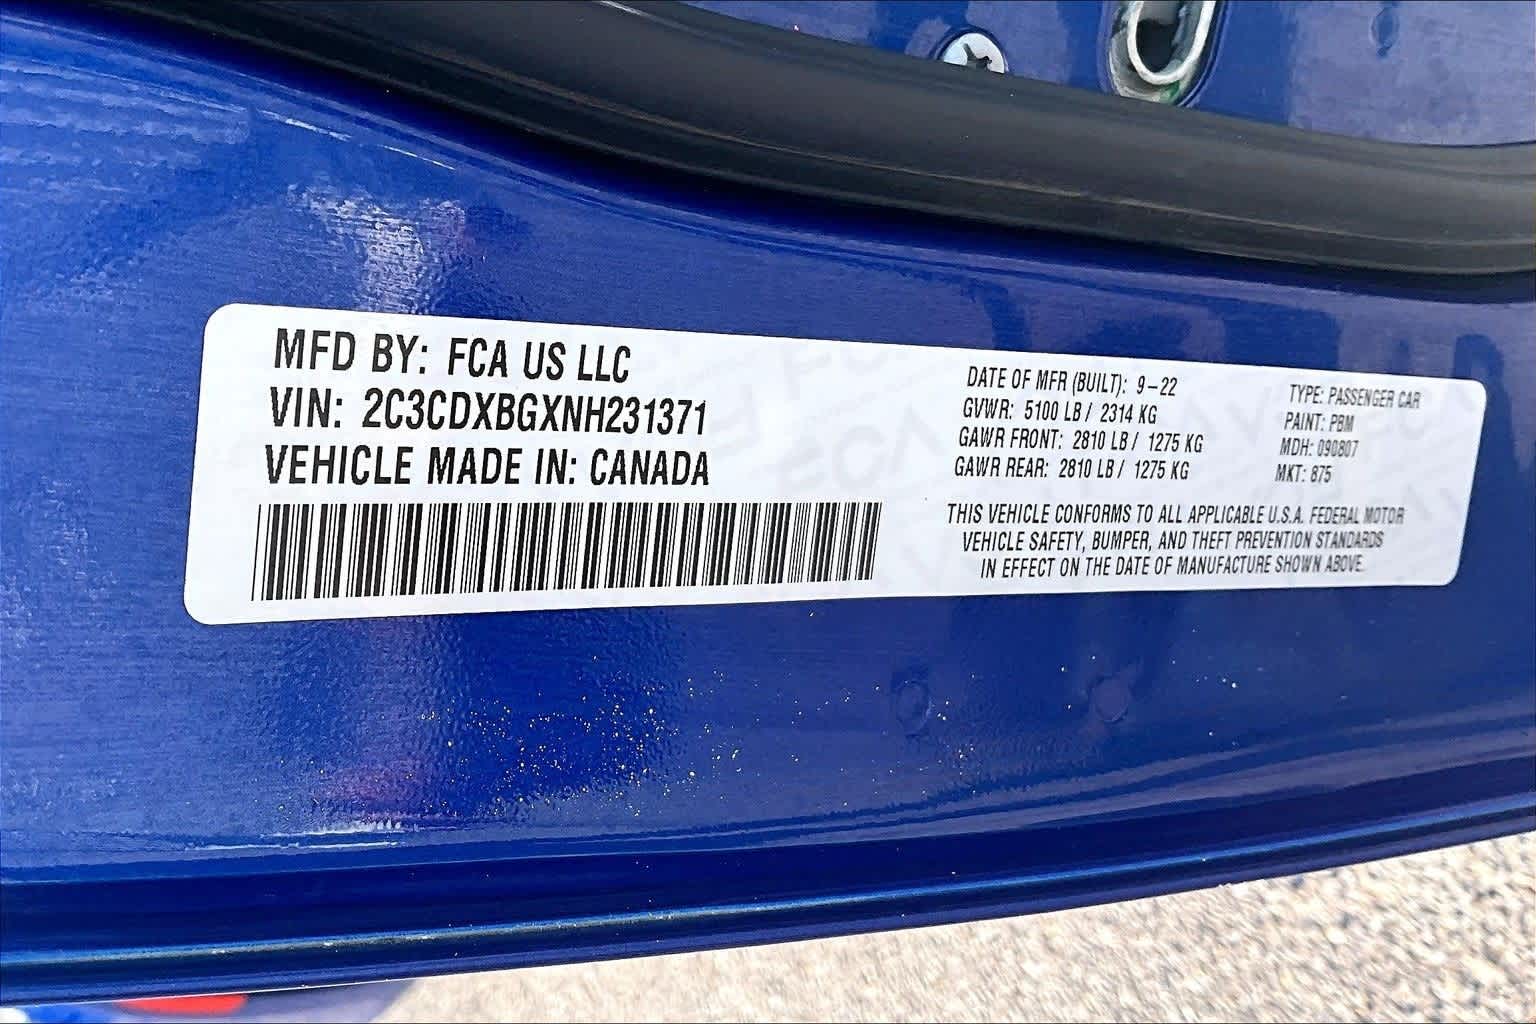 MFD BY: FCA US LLC
VIN: 2C3CDXBGXNH231371
VEHICLE MADE IN: CANADA
DATE OF MFR (BUILT): 9-22
GVWR: 5100 LB / 2314 KG
GAWR FRONT: 2810 LB / 1275 KG
GAWR REAR: 2810 LB / 1275 KG
TYPE: PASSENGER CAR
PAINT: PBM
MDH: 090807
MKT: 875
THIS VEHICLE CONFORMS TO ALL APPLICABLE U.S.A. FEDERAL MOTOR
VEHICLE SAFETY, BUMPER, AND THEFT PREVENTION STANDARDS
IN EFFECT ON THE DATE OF MANUFACTURE SHOWN ABOVE.